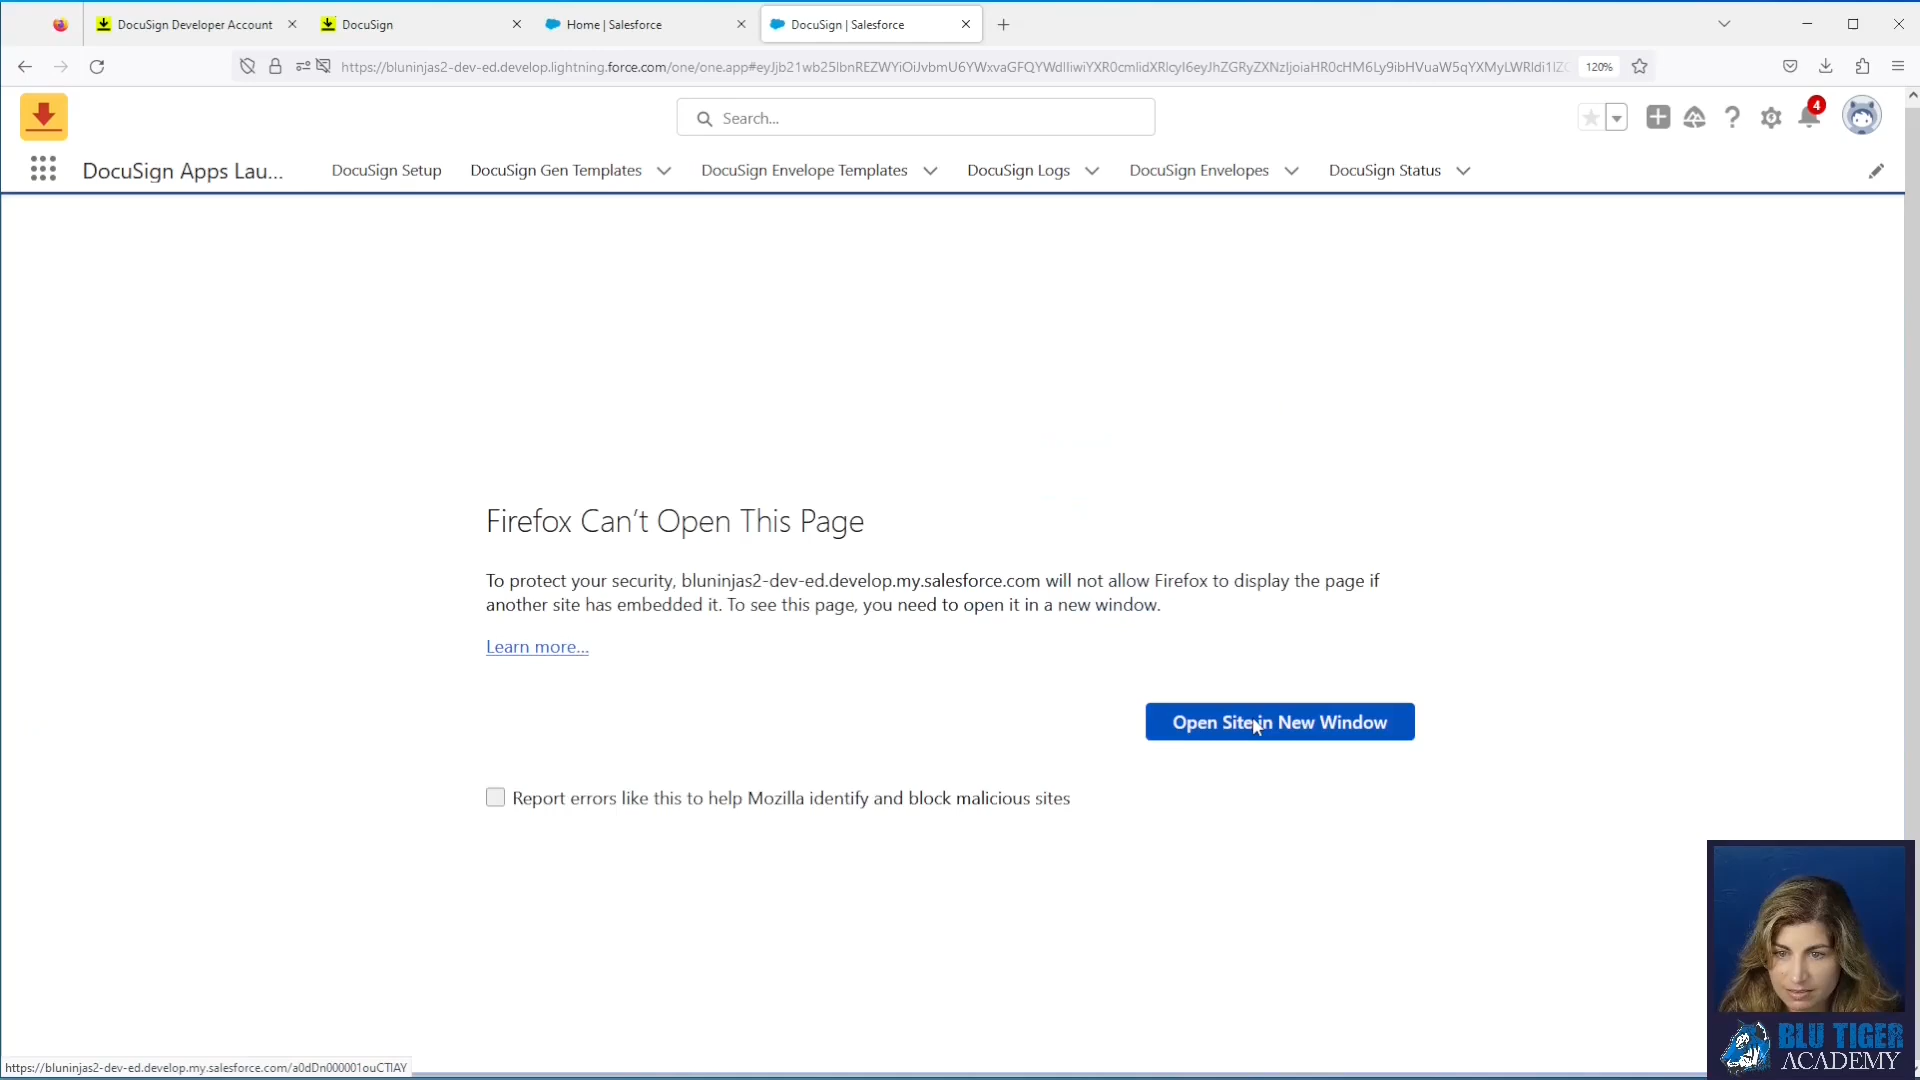 DocuSign Developer Account
DocuSign
Home | Salesforce
DocuSign | Salesforce
120%
Search...
4
DocuSign Apps Lau...
DocuSign Setup
DocuSign Gen Templates
DocuSign Envelope Templates
DocuSign Logs
DocuSign Envelopes
DocuSign Status
Firefox Can't Open This Page
To protect your security, bluninjas2-dev-ed.develop.my.salesforce.com will not allow Firefox to display the page if
another site has embedded it. To see this page, you need to open it in a new window.
Learn more...
Open Site in New Window
Report errors like this to help Mozilla identify and block malicious sites
BLU TIGER
ACADEMY
https://bluninjas2-dev-ed.develop.my.salesforce.com/a0dDn000001ouCTIAY